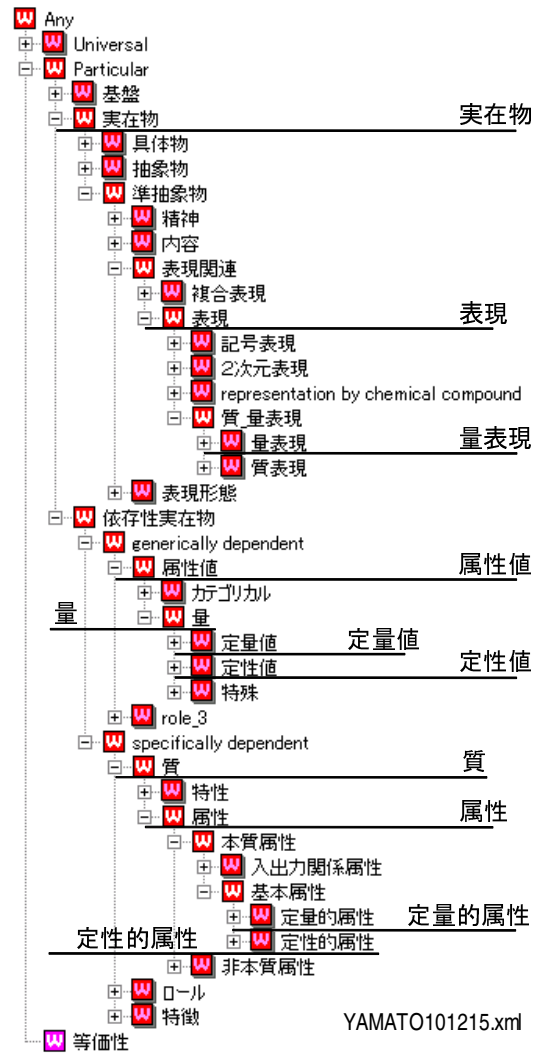 Any
Universal
Particular
基盤
実在物 実在物
具体物
抽象物
準抽象物
精神
内容
表現関連
複合表現
表現 表現
記号表現
2次元表現
representation by chemical compound
質_量表現
量表現 量表現
質表現
表現形態
依存性実在物
generically dependent
属性値 属性値
カテゴリカル
量 量
定量値 定量値
定性値 定性値
特殊
role_3
specifically dependent
質 質
特性
属性 属性
本質属性
入出力関係属性
基本属性
定量的属性 定量的属性
定性的属性 定性的属性
非本質属性
ロール
特徴 YAMATO101215.xml
等価性